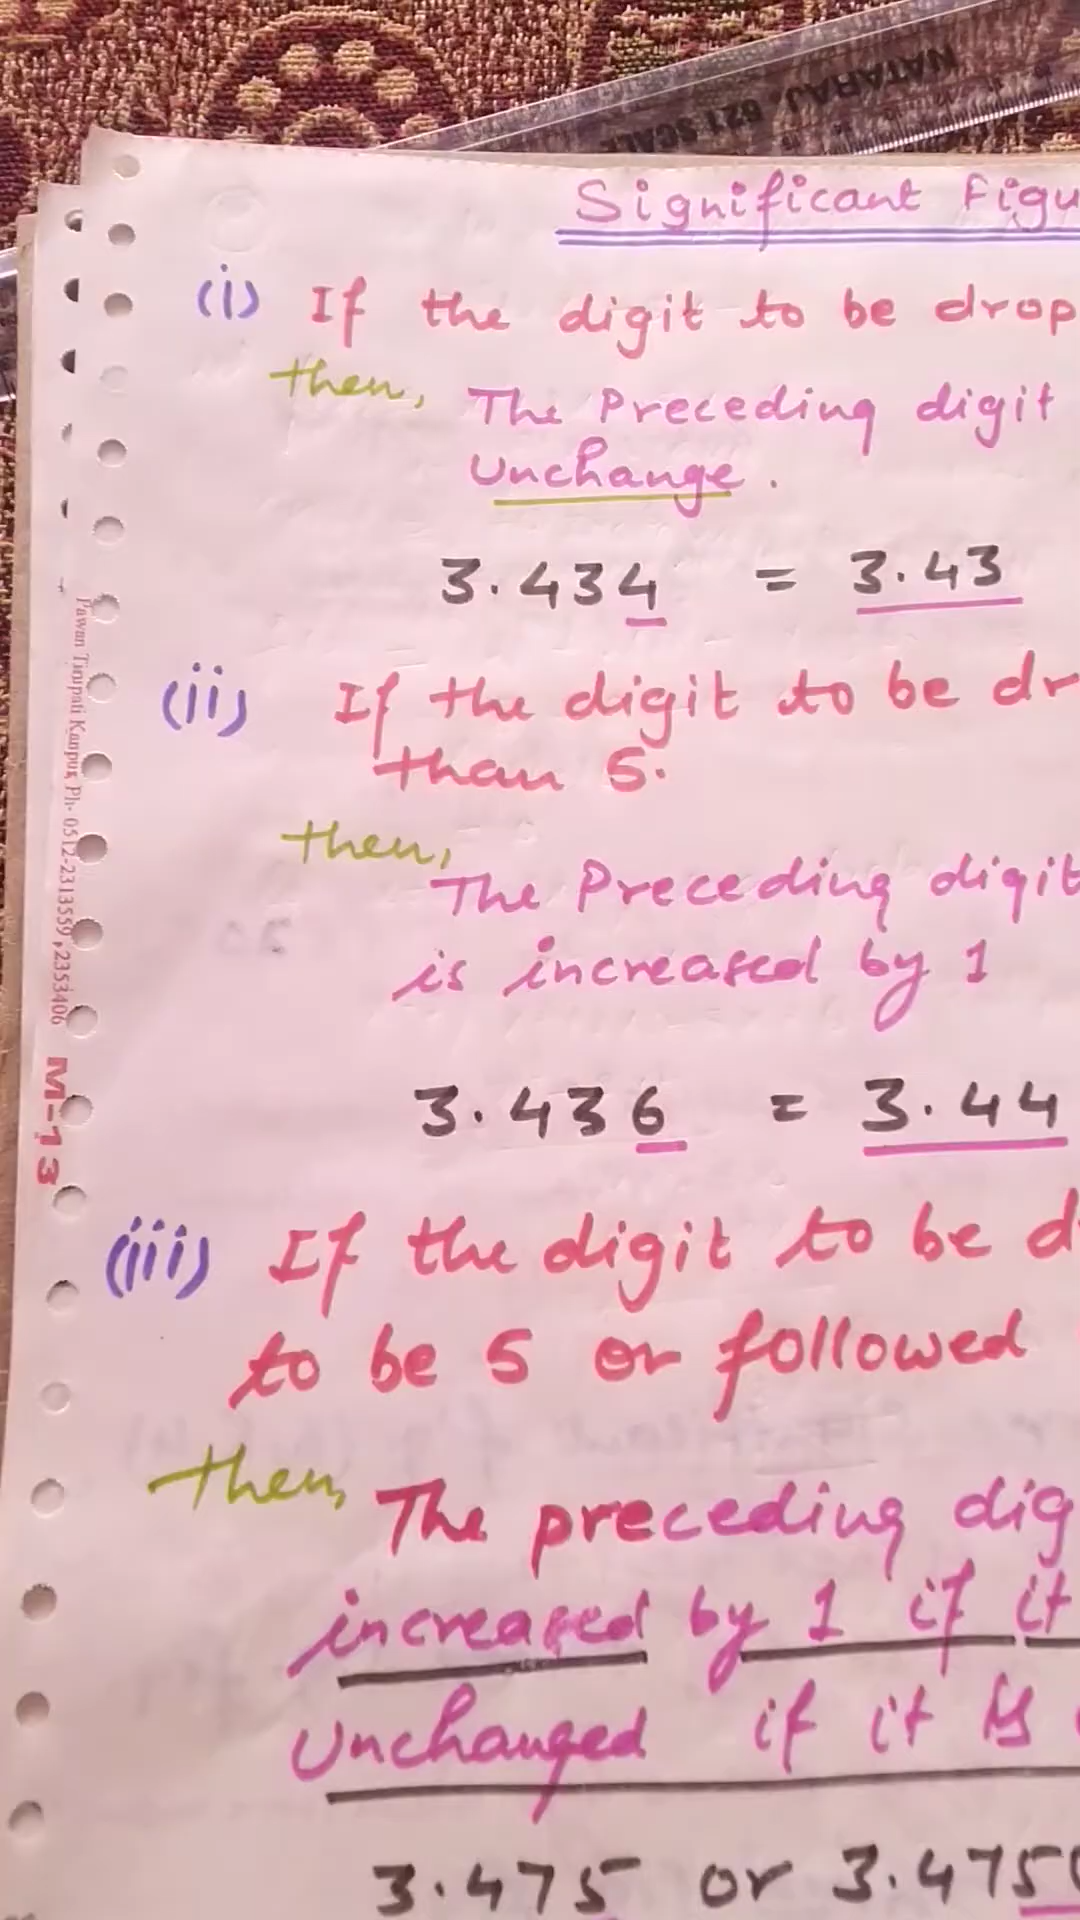 NATARAJ 621 SCAL
Significant Figu
(i) If the digit to be drop
then, The Preceding digit
Unchange.
3.434 = 3.43
(ii) If the digit to be dr
than 5.
then,
The Preceding digit
is increased by 1
3.436 = 3.44
(iii) If the digit to be d
to be 5 or followed
then, The preceding dig
increased by 1 if it
Unchanged if it is
3.475 or 3.4750
Pawan Tirupati Kanpur, Ph- 0512-2313559, 2353406
M-13